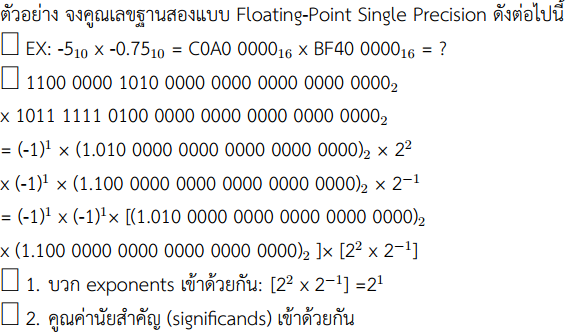 ตัวอย่าง จงคูณเลขฐานสองแบบ Floating-Point Single Precision ดังต่อไปนี้
☐ EX: -5₁₀ x -0.75₁₀ = C0A0 0000₁₆ x BF40 0000₁₆ = ?
☐ 1100 0000 1010 0000 0000 0000 0000 0000₂
x 1011 1111 0100 0000 0000 0000 0000 0000₂
= (-1)¹ × (1.010 0000 0000 0000 0000 0000)₂ × 2²
x (-1)¹ × (1.100 0000 0000 0000 0000 0000)₂ × 2⁻¹
= (-1)¹ x (-1)¹× [(1.010 0000 0000 0000 0000 0000)₂
x (1.100 0000 0000 0000 0000 0000)₂ ]× [2² x 2⁻¹]
☐ 1. บวก exponents เข้าด้วยกัน: [2² x 2⁻¹] =2¹
☐ 2. คูณค่านัยสำคัญ (significands) เข้าด้วยกัน